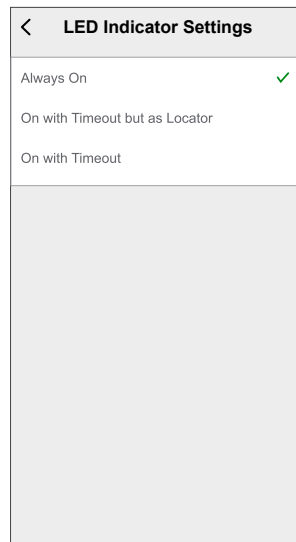 LED Indicator Settings
Always On
On with Timeout but as Locator
On with Timeout